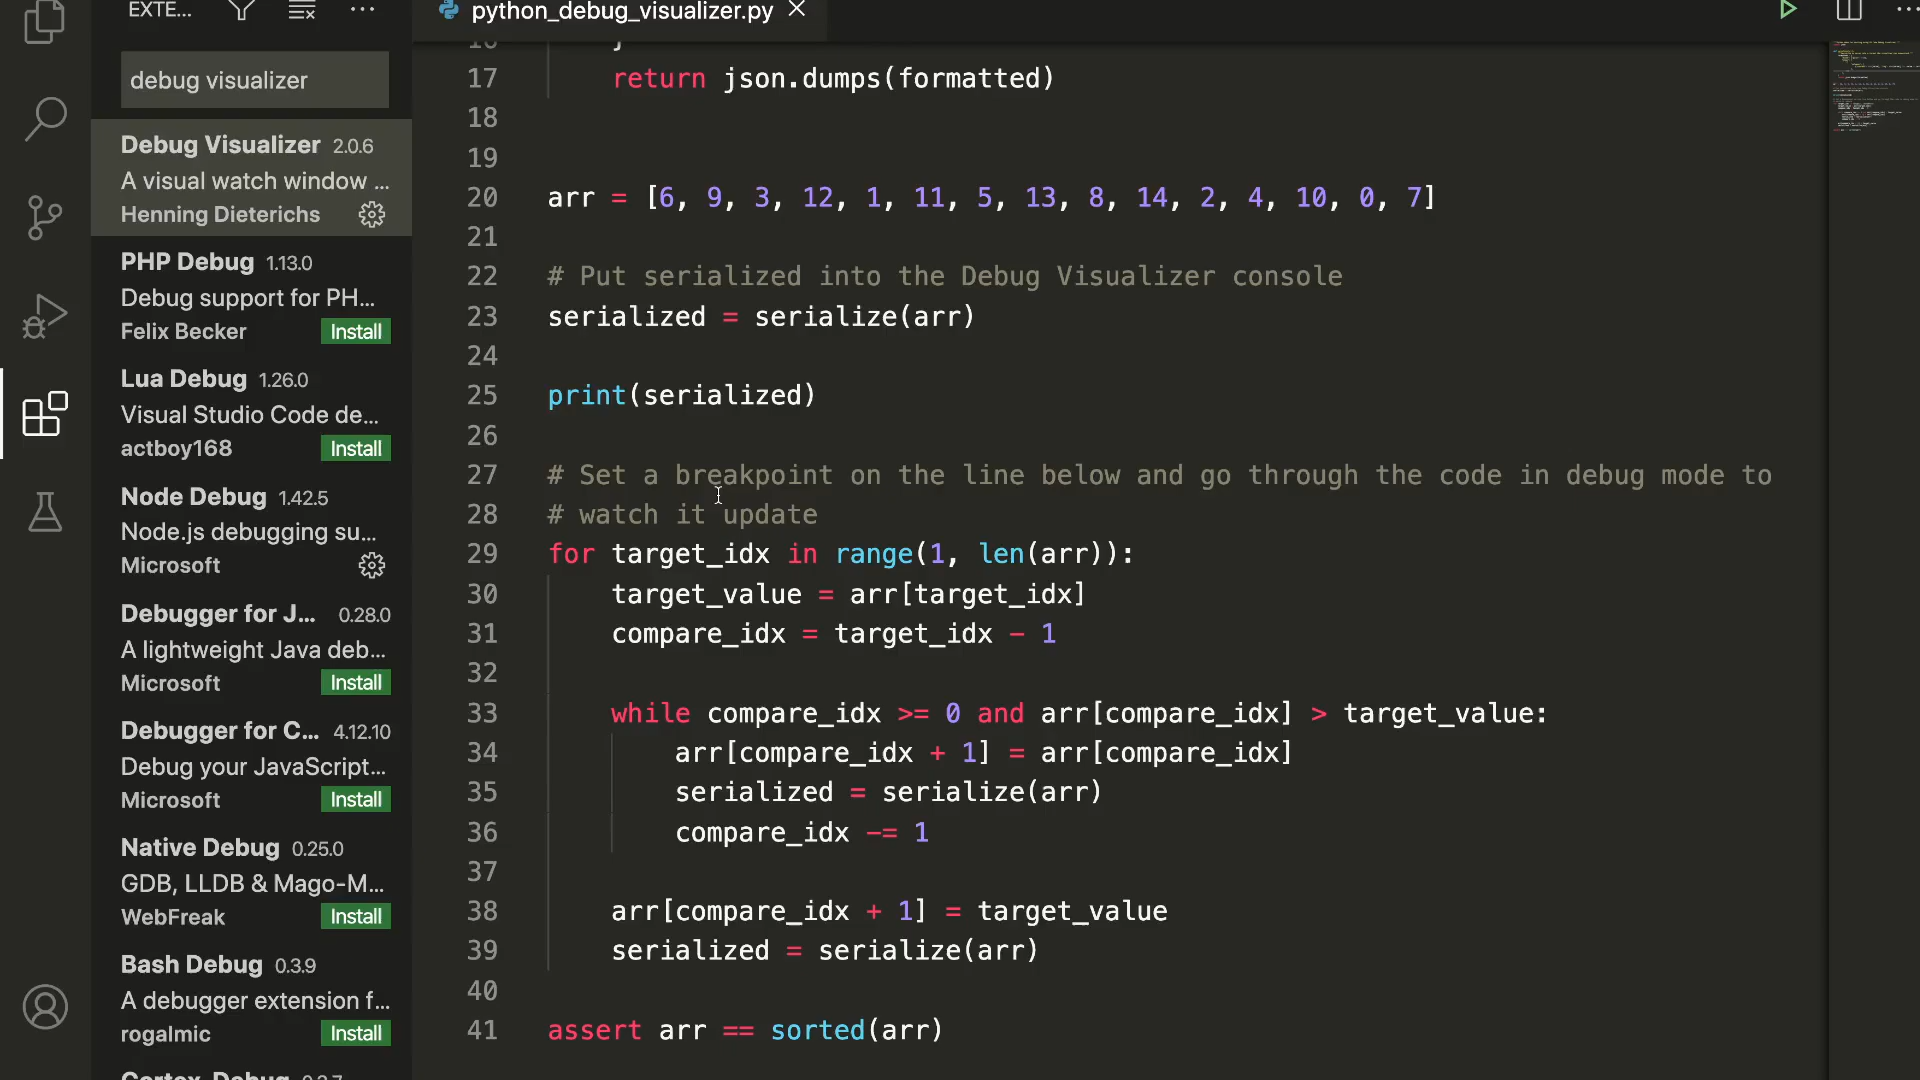 EXTE...
debug visualizer
Debug Visualizer 2.0.6
A visual watch window ...
Henning Dieterichs
PHP Debug 1.13.0
Debug support for PH...
Felix Becker Install
Lua Debug 1.26.0
Visual Studio Code de...
actboy168 Install
Node Debug 1.42.5
Node.js debugging su...
Microsoft
Debugger for J... 0.28.0
A lightweight Java deb...
Microsoft Install
Debugger for C... 4.12.10
Debug your JavaScript...
Microsoft Install
Native Debug 0.25.0
GDB, LLDB & Mago-M...
WebFreak Install
Bash Debug 0.3.9
A debugger extension f...
rogalmic Install
python_debug_visualizer.py
16 }
17 return json.dumps(formatted)
18
19
20 arr = [6, 9, 3, 12, 1, 11, 5, 13, 8, 14, 2, 4, 10, 0, 7]
21
22 # Put serialized into the Debug Visualizer console
23 serialized = serialize(arr)
24
25 print(serialized)
26
27 # Set a breakpoint on the line below and go through the code in debug mode to
28 # watch it update
29 for target_idx in range(1, len(arr)):
30 target_value = arr[target_idx]
31 compare_idx = target_idx - 1
32
33 while compare_idx >= 0 and arr[compare_idx] > target_value:
34 arr[compare_idx + 1] = arr[compare_idx]
35 serialized = serialize(arr)
36 compare_idx -= 1
37
38 arr[compare_idx + 1] = target_value
39 serialized = serialize(arr)
40
41 assert arr == sorted(arr)